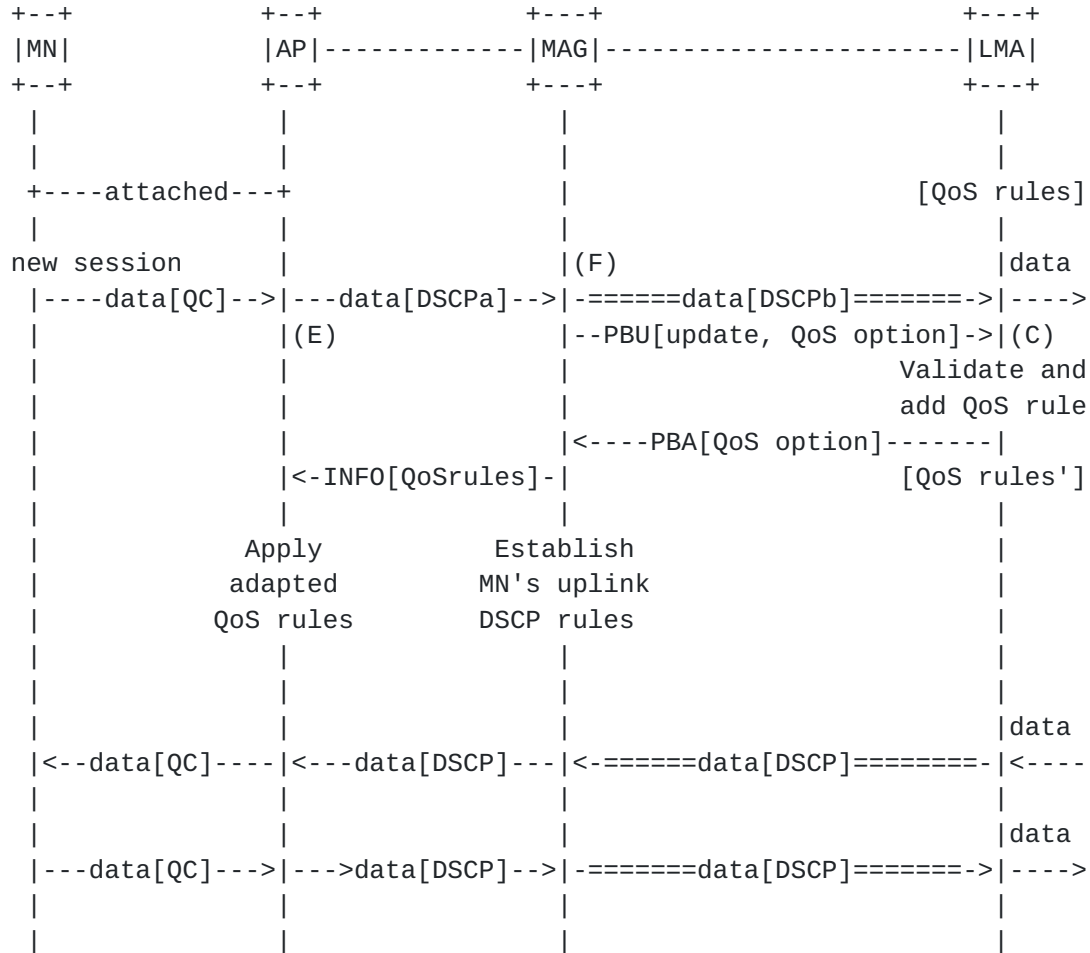 +--+            +--+             +---+                       +---+
|MN|            |AP|-------------|MAG|-----------------------|LMA|
+--+            +--+             +---+                       +---+
 |               |                 |                           |
 |               |                 |                           |
 +----attached---+                 |                      [QoS rules]
 |               |                 |                           |
new session      |                 |(F)                        |data
 |----data[QC]-->|---data[DSCPa]-->|-======data[DSCPb]=======->|---->
 |               |(E)              |--PBU[update, QoS option]->|(C)
 |               |                 |                     Validate and
 |               |                 |                     add QoS rule
 |               |                 |<----PBA[QoS option]-------|
 |               |<-INFO[QoSrules]-|                     [QoS rules']
 |               |                 |                           |
 |             Apply           Establish                       |
 |            adapted         MN's uplink                      |
 |           QoS rules        DSCP rules                       |
 |               |                 |                           |
 |               |                 |                           |
 |               |                 |                           |data
 |<--data[QC]----|<---data[DSCP]---|<-======data[DSCP]========-|<----
 |               |                 |                           |
 |               |                 |                           |data
 |---data[QC]--->|--->data[DSCP]-->|-=======data[DSCP]=======->|---->
 |               |                 |                           |
 |               |                 |                           |